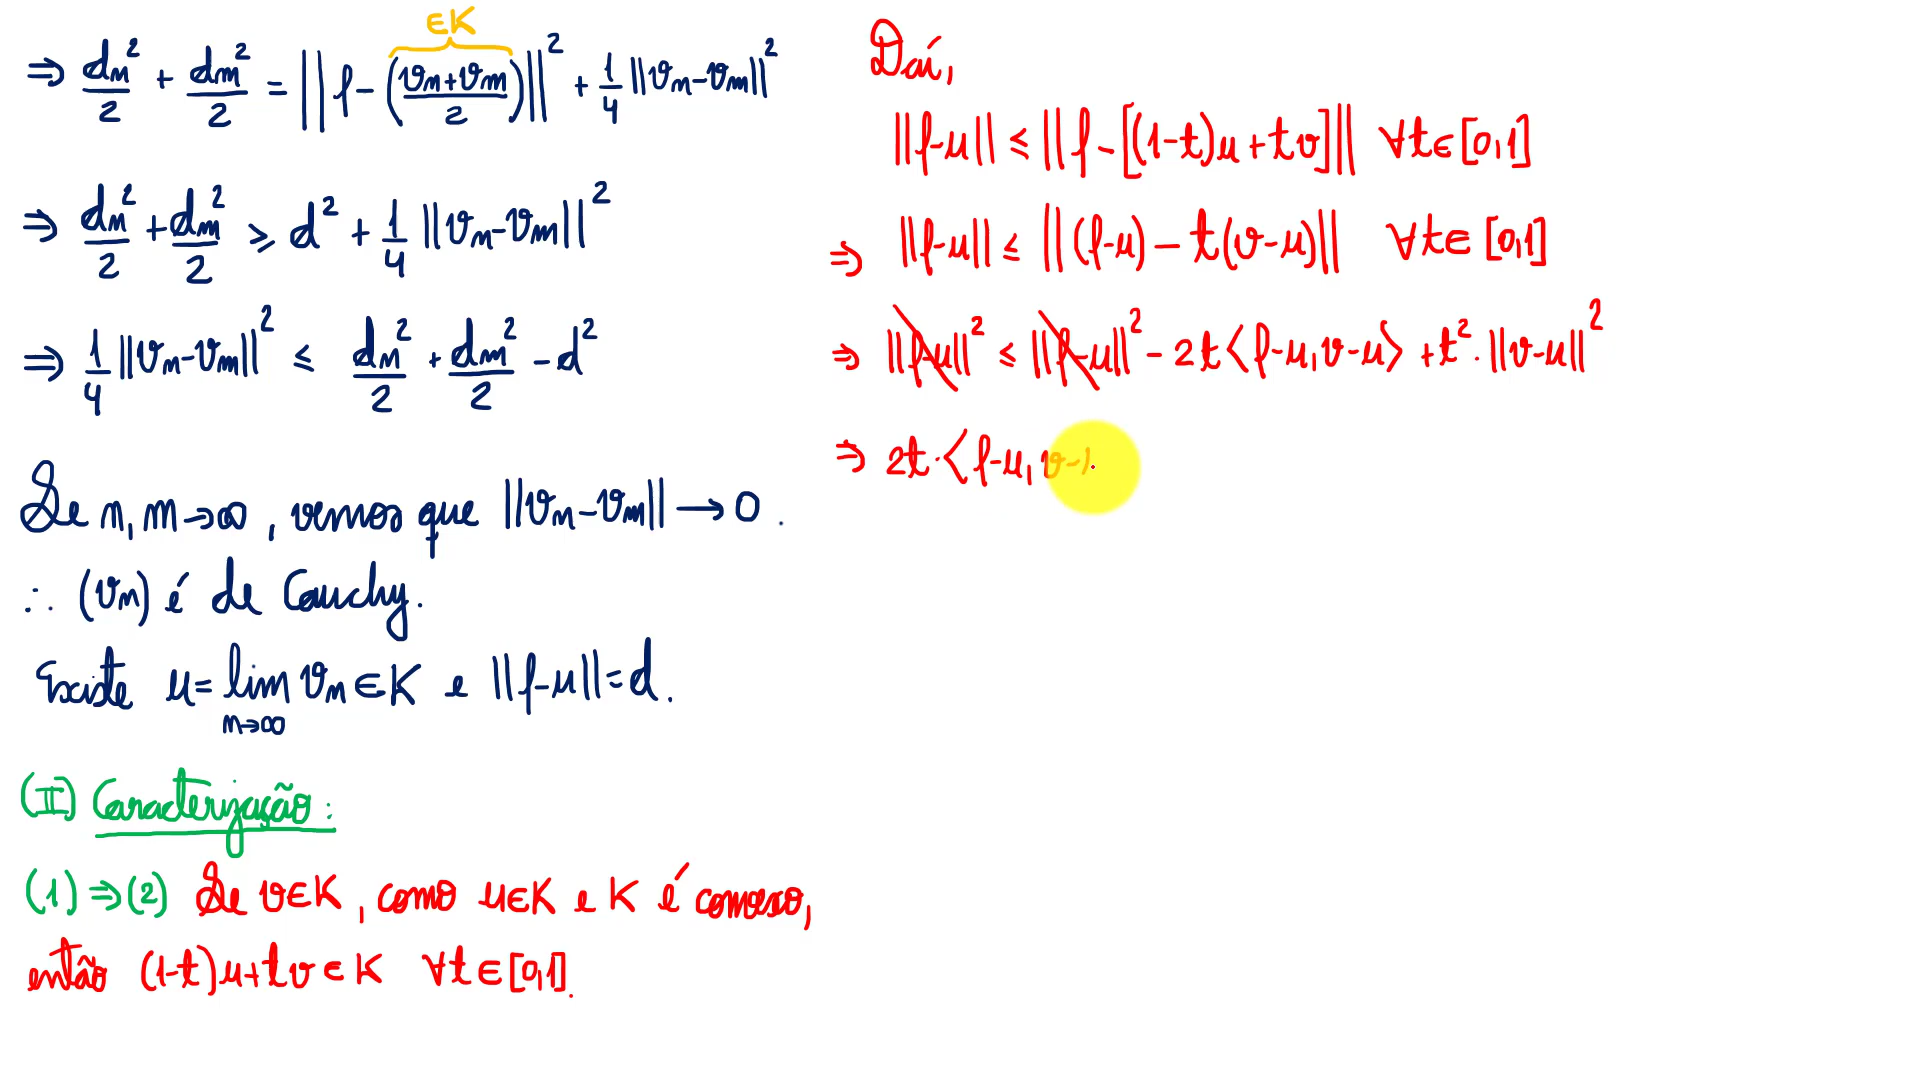 ∈K
⇒ dn²/2 + dm²/2 = ||f-((vn+vm)/2)||² + 1/4 ||vn-vm||²
⇒ dn²/2 + dm²/2 ≥ d² + 1/4 ||vn-vm||²
⇒ 1/4 ||vn-vm||² ≤ dn²/2 + dm²/2 - d²
Se n, m→∞, vemos que ||vn-vm|| → 0.
∴ (vn) é de Cauchy.
Existe u = lim vn ∈ K e ||f-u|| = d.
n→∞
(II) Caracterização:
(1) ⇒ (2) Se v∈K, como u∈K e K é convexo,
então (1-t)u+tv ∈ K ∀t∈[0,1].
Daí,
||f-u|| ≤ ||f-[(1-t)u+tv]|| ∀t∈[0,1]
⇒ ||f-u|| ≤ ||(f-u) - t(v-u)|| ∀t∈[0,1]
⇒ ||f-u||² ≤ ||f-u||² - 2t⟨f-u, v-u⟩ + t²·||v-u||²
⇒ 2t·⟨f-u, v-